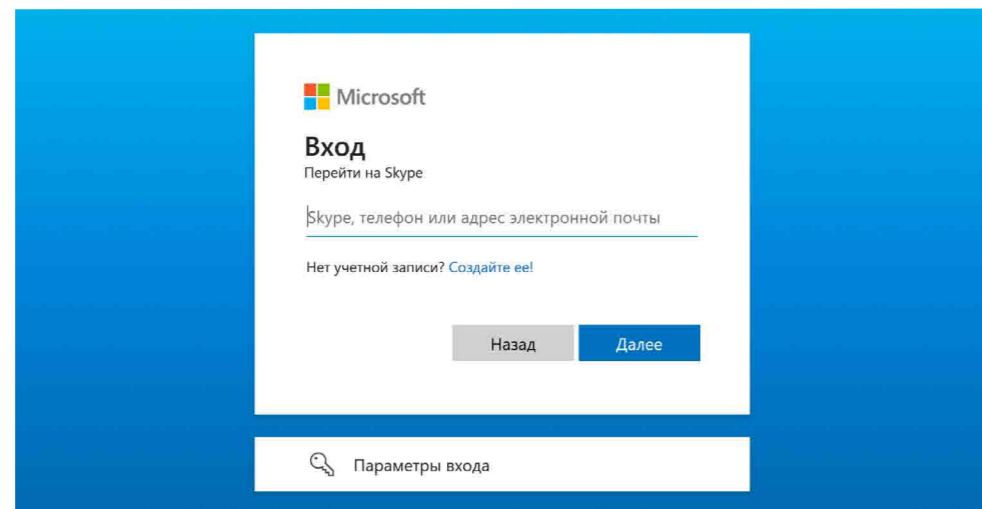 Microsoft
Вход
Перейти на Skype
Skype, телефон или адрес электронной почты
Нет учетной записи? Создайте ее!
Назад
Далее
Параметры входа